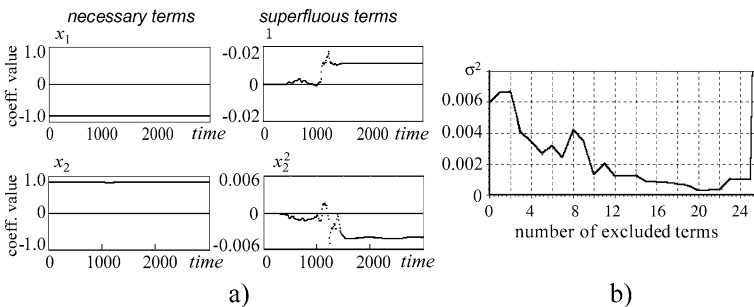 necessary terms
superfluous terms
x₁
1
coeff. value
1.0
0
-1.0
0 1000 2000 time
-0.02
0
-0.02
0 1000 2000 time
x₂
x₂²
coeff. value
1.0
0
-1.0
0 1000 2000 time
0.006
0
-0.006
0 1000 2000 time
a)
σ²
0.006
0.004
0.002
0
0 4 8 12 16 20 24
number of excluded terms
b)